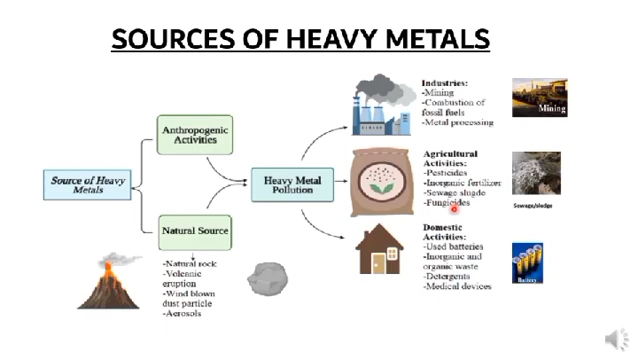 SOURCES OF HEAVY METALS
Source of Heavy
Metals
Anthropogenic
Activities
Natural Source
-Natural rock
-Volcanic
eruption
-Wind blown
dust particle
-Aerosols
Heavy Metal
Pollution
Industries:
-Mining
-Combustion of
fossil fuels
-Metal processing
Mining
Agricultural
Activities:
-Pesticides
-Inorganic fertilizer
-Sewage slugde
-Fungicides
Sewage/sledge
Domestic
Activities:
-Used batteries
-Inorganic and
organic waste
-Detergents
-Medical devices
Battery